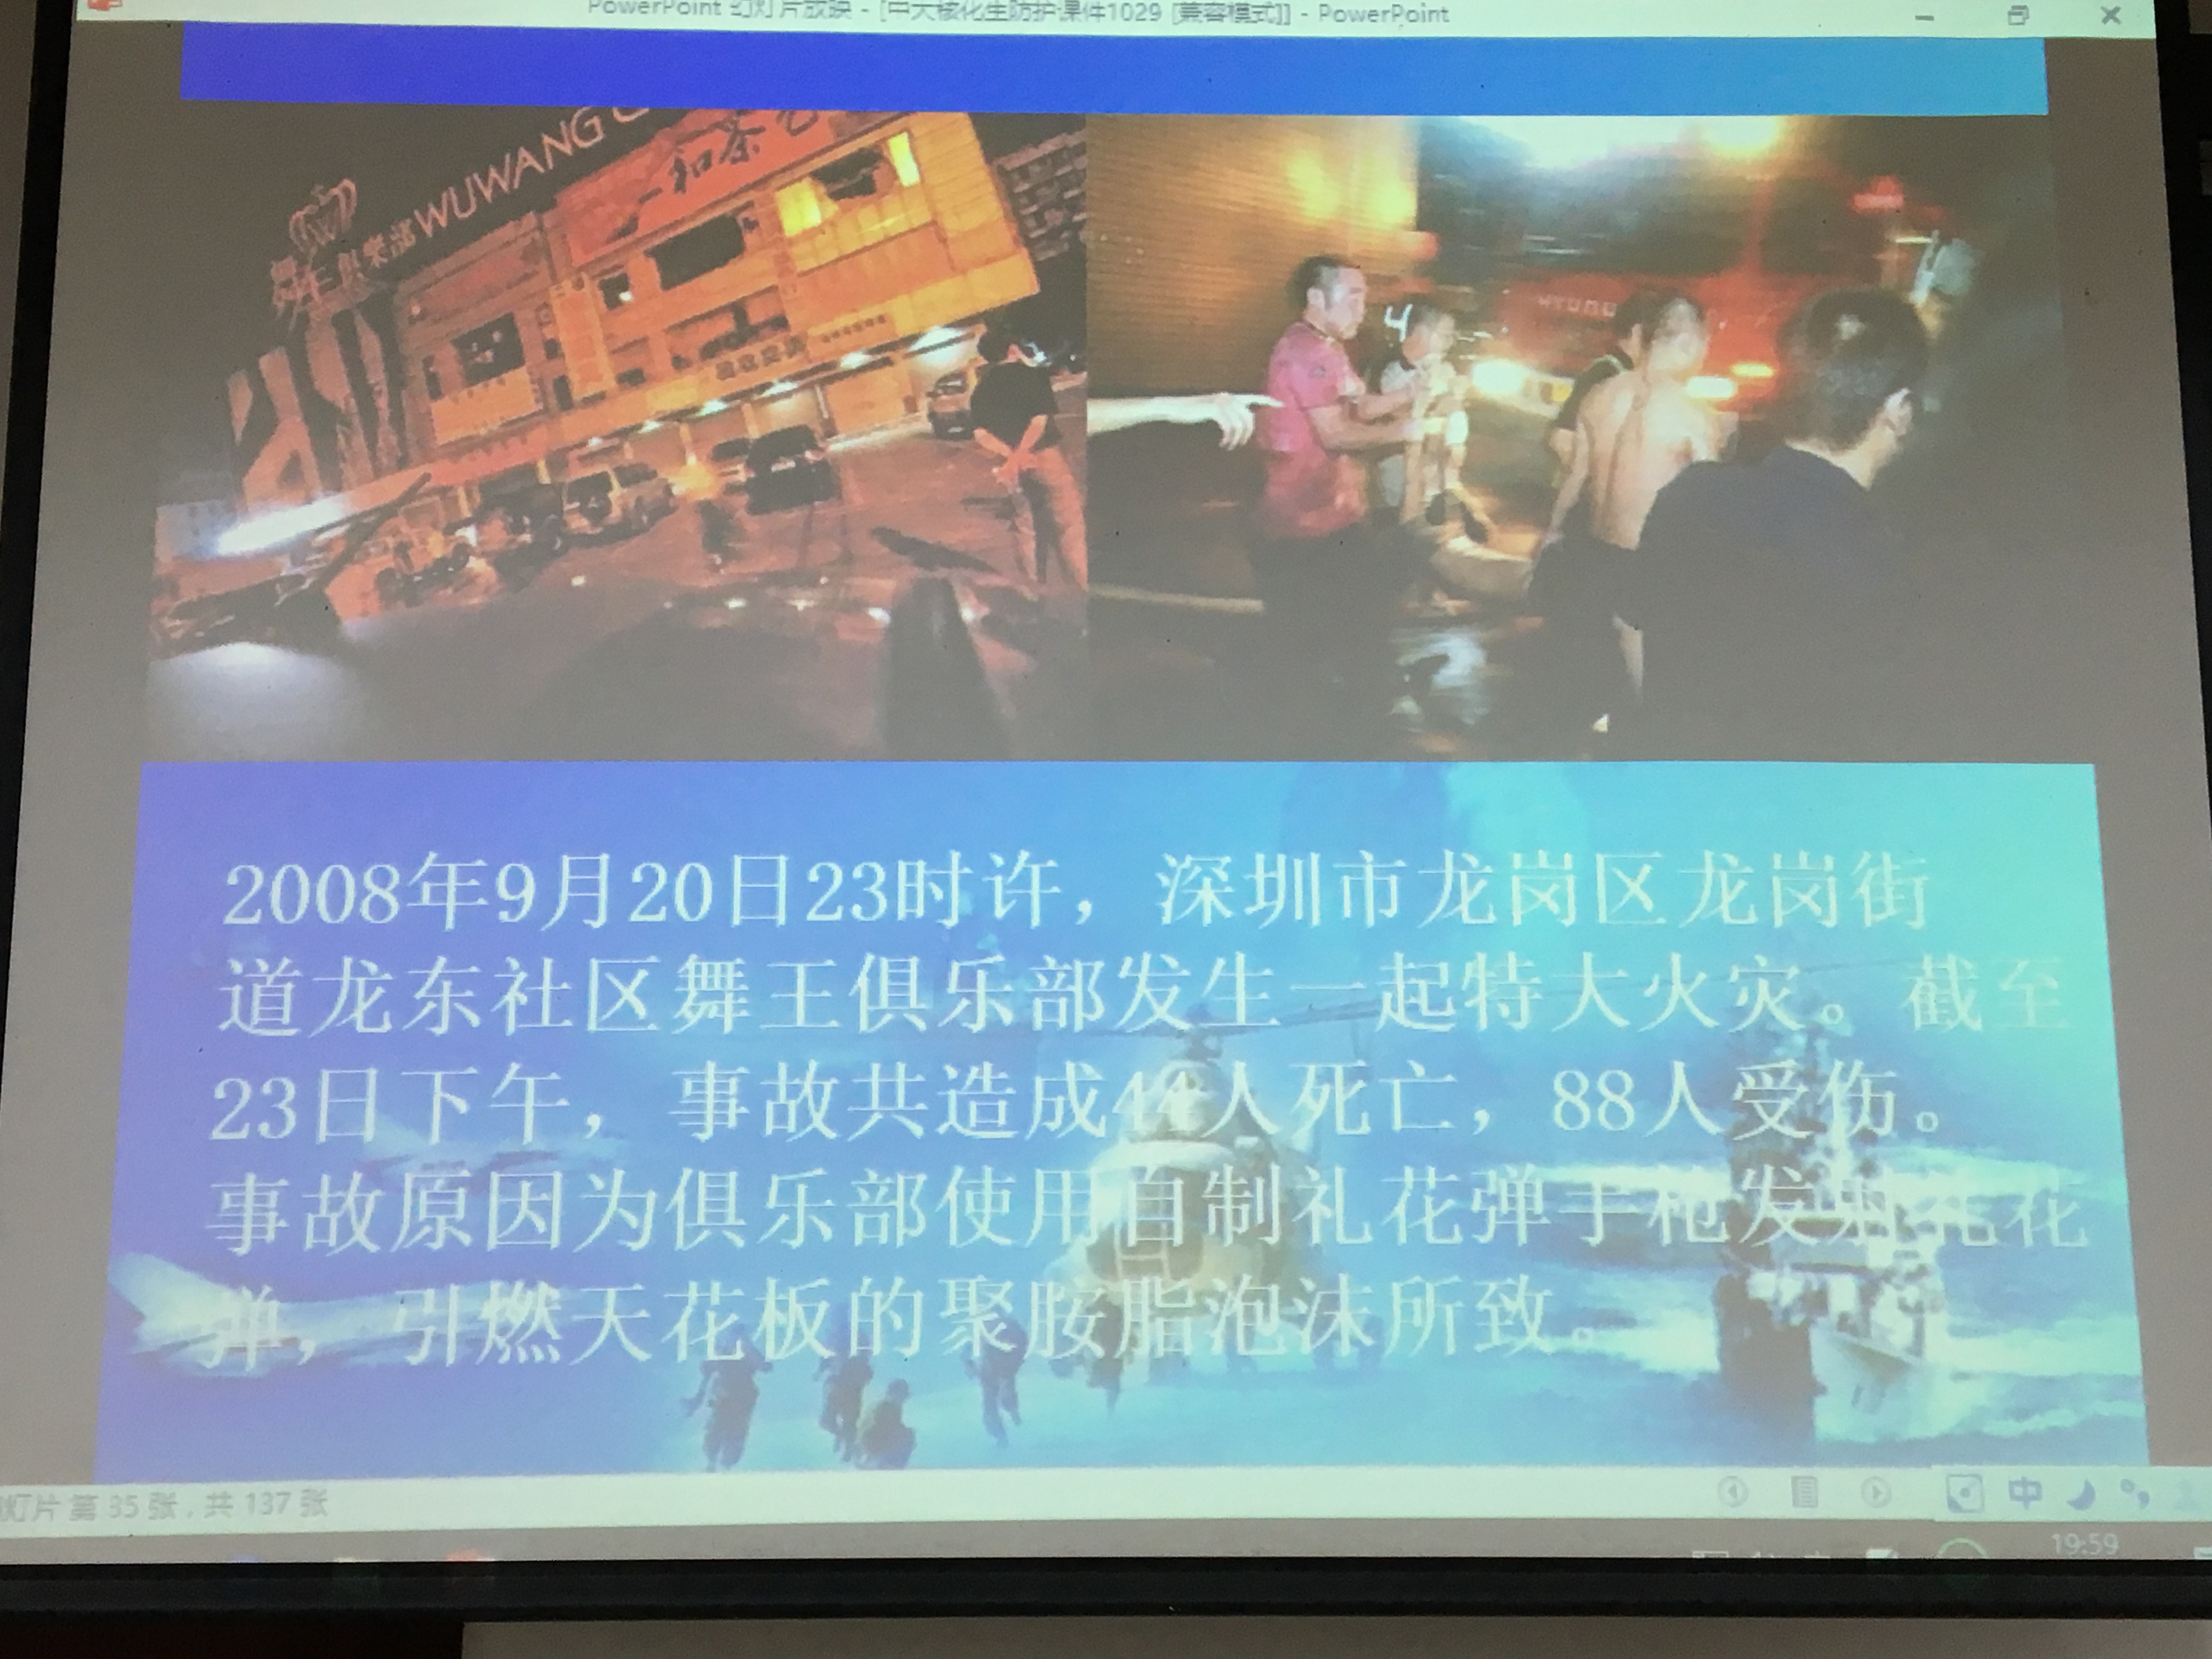 PowerPoint 幻灯片放映 - [中大核化生防护课件1029 [兼容模式]] - PowerPoint
舞王俱樂部 WUWANG C
一和茶
HYUNDAI
2008年9月20日23时许，深圳市龙岗区龙岗街
道龙东社区舞王俱乐部发生一起特大火灾。截至
23日下午，事故共造成44人死亡，88人受伤。
事故原因为俱乐部使用自制礼花弹手枪发射礼花
弹，引燃天花板的聚胺脂泡沫所致。
灯片 第 35 张，共 137 张
中
19:59